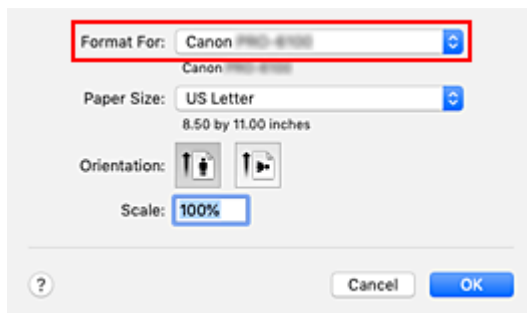 Format For: Canon
Canon
Paper Size: US Letter
8.50 by 11.00 inches
Orientation:
Scale: 100%
? Cancel OK